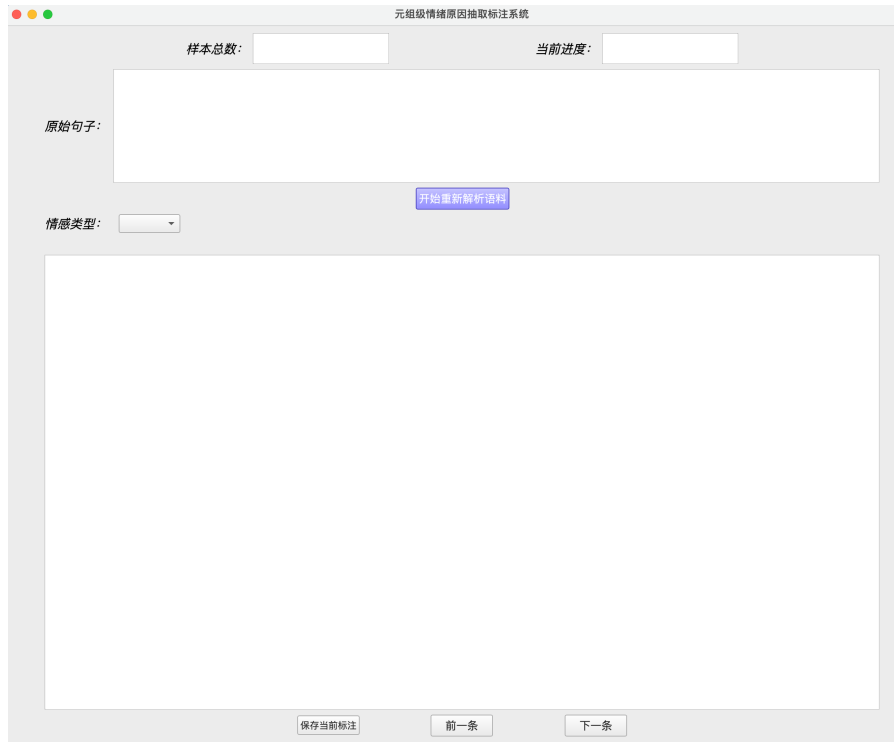 元组级情绪原因抽取标注系统
样本总数： 当前进度：
原始句子：
开始重新解析语料
情感类型：
保存当前标注 前一条 下一条